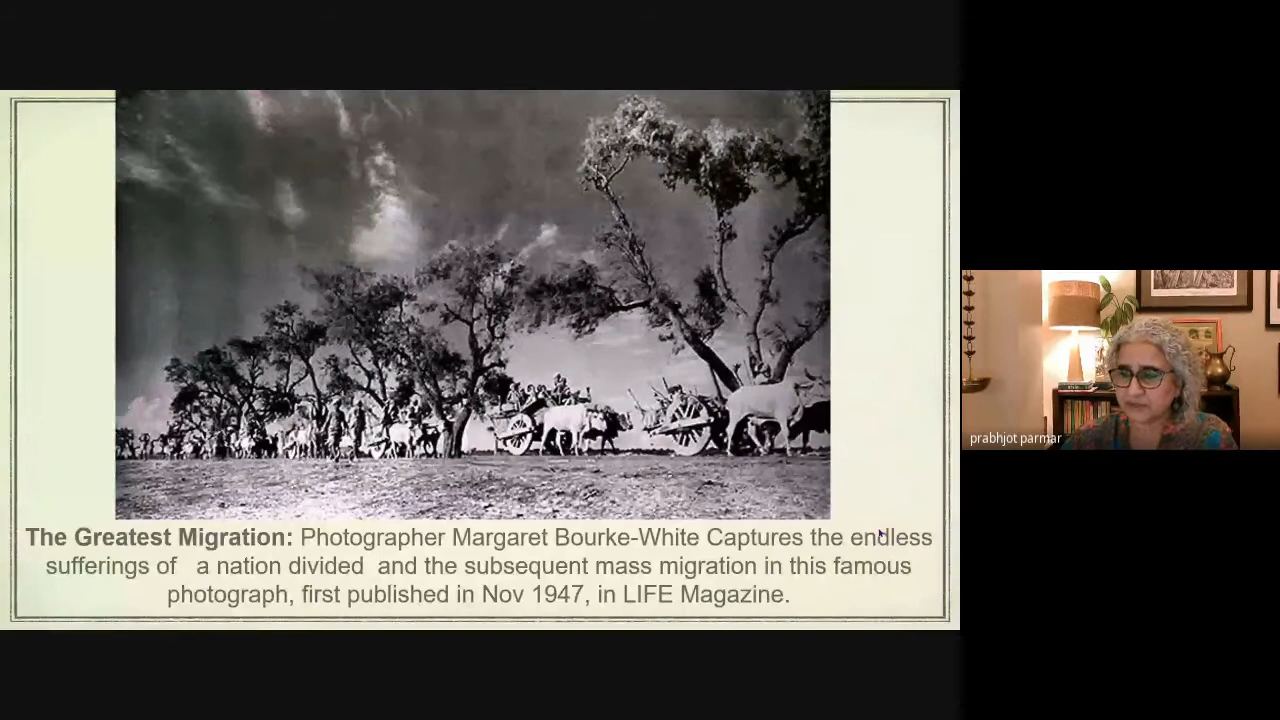 The Greatest Migration: Photographer Margaret Bourke-White Captures the endless
sufferings of a nation divided and the subsequent mass migration in this famous
photograph, first published in Nov 1947, in LIFE Magazine.
prabhjot parmar